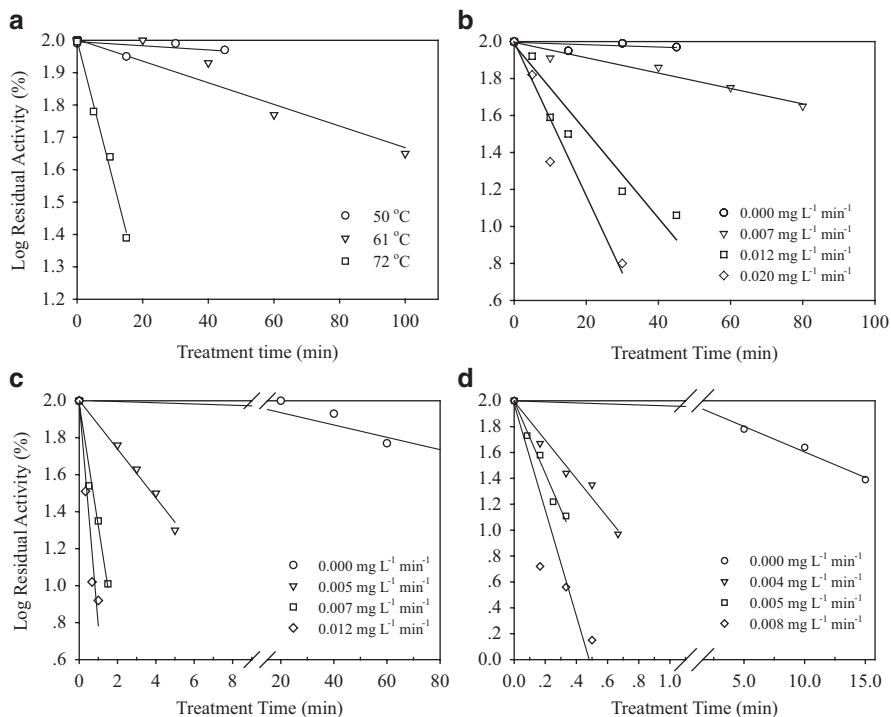 a
Log Residual Activity (%)
2.0
1.9
1.8
1.7
1.6
1.5
1.4
1.3
1.2
0 20 40 60 80 100
Treatment time (min)
50 °C
61 °C
72 °C
b
2.0
1.8
1.6
1.4
1.2
1.0
.8
.6
0 20 40 60 80 100
Treatment Time (min)
0.000 mg L-1 min-1
0.007 mg L-1 min-1
0.012 mg L-1 min-1
0.020 mg L-1 min-1
c
Log Residual Activity (%)
2.0
1.8
1.6
1.4
1.2
1.0
.8
.6
0 2 4 6 8 20 40 60 80
Treatment Time (min)
0.000 mg L-1 min-1
0.005 mg L-1 min-1
0.007 mg L-1 min-1
0.012 mg L-1 min-1
d
2.0
1.8
1.6
1.4
1.2
1.0
.8
.6
.4
.2
0.0
0.0 .2 .4 .6 .8 1.0 5.0 10.0 15.0
Treatment Time (min)
0.000 mg L-1 min-1
0.004 mg L-1 min-1
0.005 mg L-1 min-1
0.008 mg L-1 min-1